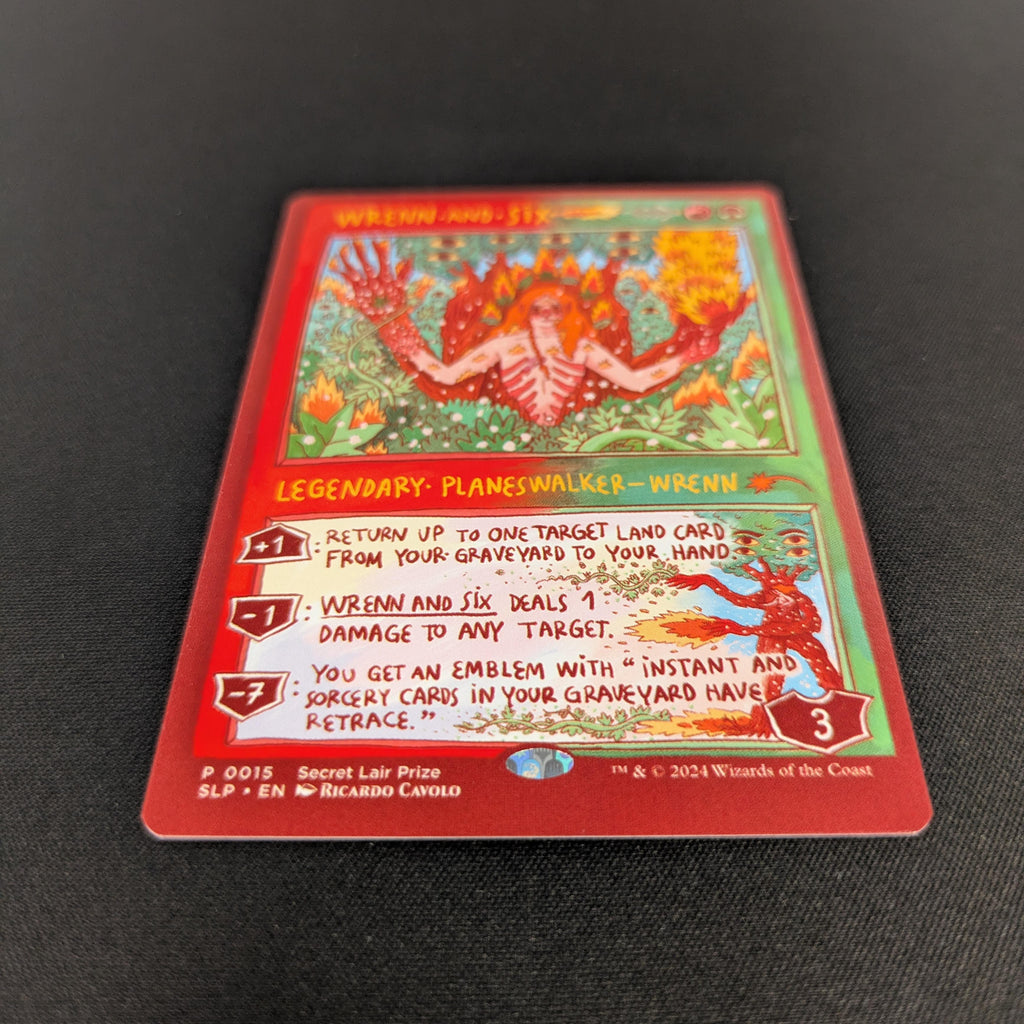 WRENN·AND·SIX
LEGENDARY· PLANESWALKER–WRENN
+1 : RETURN UP TO ONE TARGET LAND CARD
FROM YOUR· GRAVEYARD TO YOUR HAND.
-1 : WRENN AND SIX DEALS 1
DAMAGE TO ANY TARGET.
-7 : YOU GET AN EMBLEM WITH “INSTANT AND
SORCERY CARDS IN YOUR GRAVEYARD HAVE
RETRACE.”
3
P 0015 Secret Lair Prize
SLP • EN RICARDO CAVOLO
™ & © 2024 Wizards of the Coast